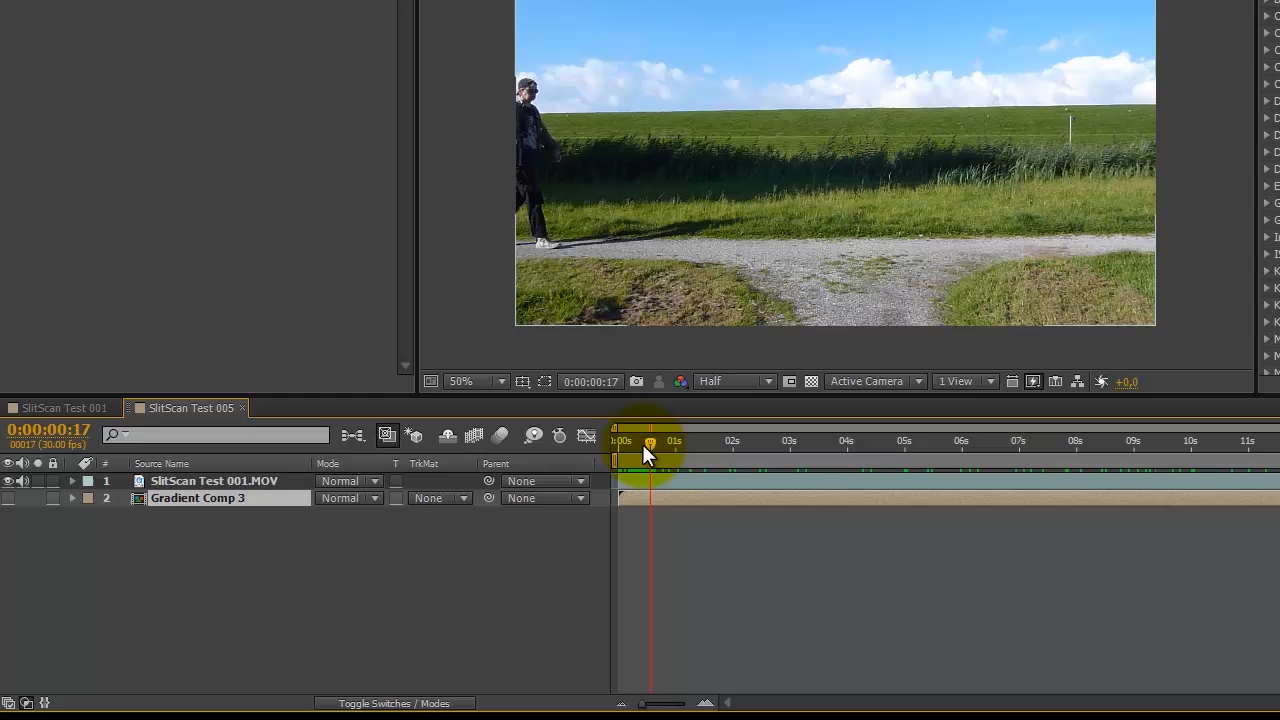 50% 0:00:00:17 Half Active Camera 1 View +0,0
SlitScan Test 001 SlitScan Test 005 ×
0:00:00:17
00017 (30.00 fps)
:00s 01s 02s 03s 04s 05s 06s 07s 08s 09s 10s 11s
# Source Name Mode T TrkMat Parent
1 SlitScan Test 001.MOV Normal None
2 Gradient Comp 3 Normal None None
Toggle Switches / Modes